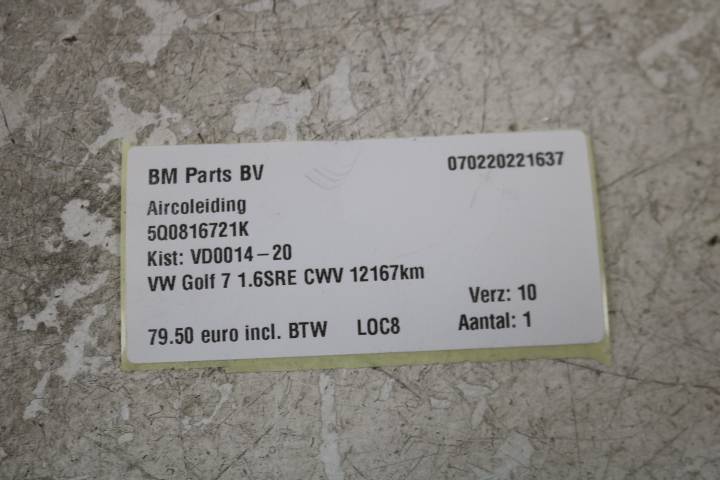 BM Parts BV 070220221637
Aircoleiding
5Q0816721K
Kist: VD0014-20
VW Golf 7 1.6SRE CWV 12167km
Verz: 10
79.50 euro incl. BTW LOC8 Aantal: 1